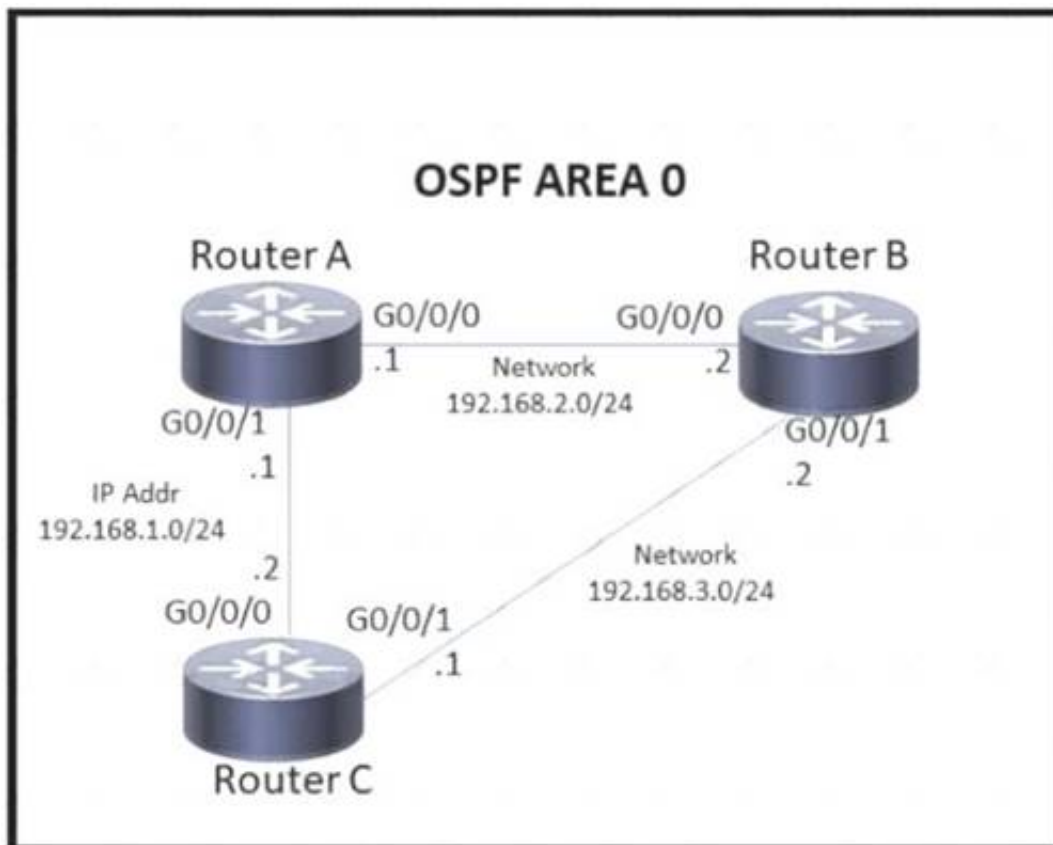 OSPF AREA 0
Router A
Router B
G0/0/0
G0/0/0
.1
.2
Network
192.168.2.0/24
G0/0/1
G0/0/1
.1
.2
IP Addr
192.168.1.0/24
Network
192.168.3.0/24
.2
G0/0/0
G0/0/1
.1
Router C